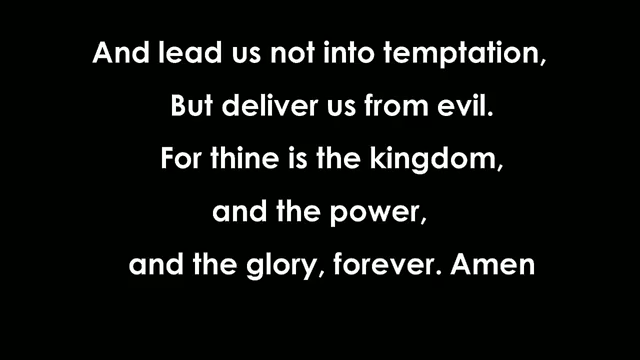 And lead us not into temptation,
But deliver us from evil.
For thine is the kingdom,
and the power,
and the glory, forever. Amen